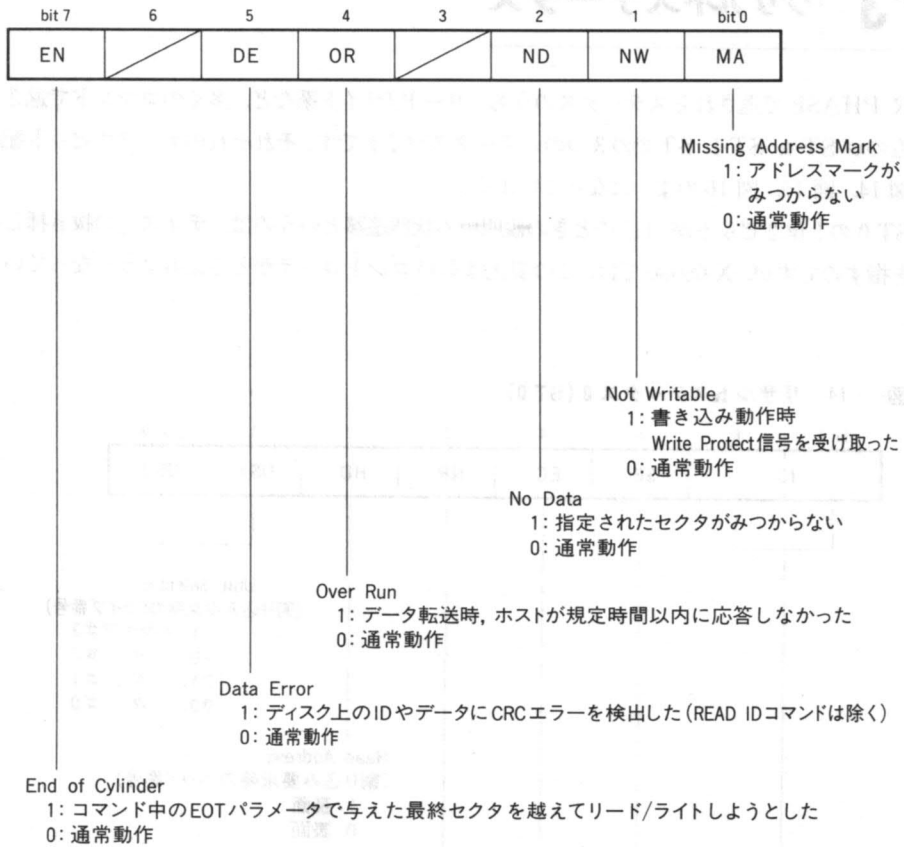 bit 7 6 5 4 3 2 1 bit 0
EN DE OR ND NW MA
Missing Address Mark
1: アドレスマークが
みつからない
0: 通常動作
Not Writable
1: 書き込み動作時
Write Protect信号を受け取った
0: 通常動作
No Data
1: 指定されたセクタがみつからない
0: 通常動作
Over Run
1: データ転送時, ホストが規定時間以内に応答しなかった
0: 通常動作
Data Error
1: ディスク上のIDやデータにCRCエラーを検出した (READ IDコマンドは除く)
0: 通常動作
End of Cylinder
1: コマンド中のEOTパラメータで与えた最終セクタを越えてリード/ライトしようとした
0: 通常動作